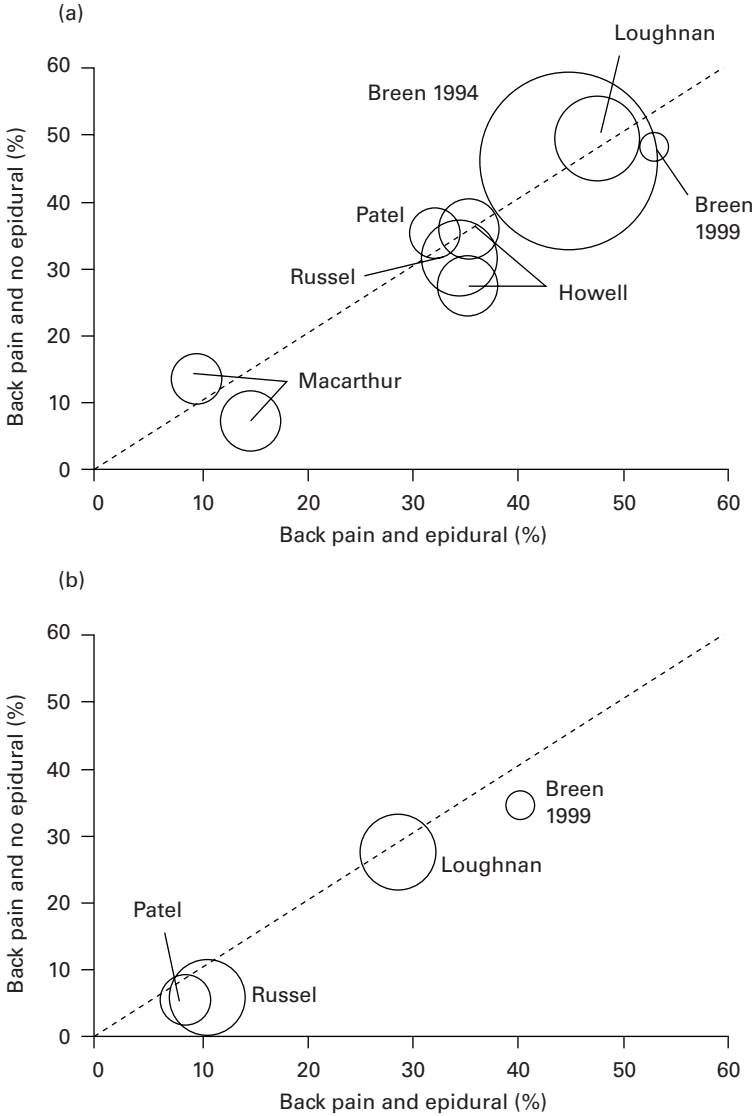 (a)
Loughnan
Breen 1994
Breen
1999
Patel
Russel
Howell
Macarthur
60
50
40
30
20
10
0
Back pain and no epidural (%)
0 10 20 30 40 50 60
Back pain and epidural (%)
(b)
Breen
1999
Loughnan
Patel
Russel
60
50
40
30
20
10
0
Back pain and no epidural (%)
0 10 20 30 40 50 60
Back pain and epidural (%)